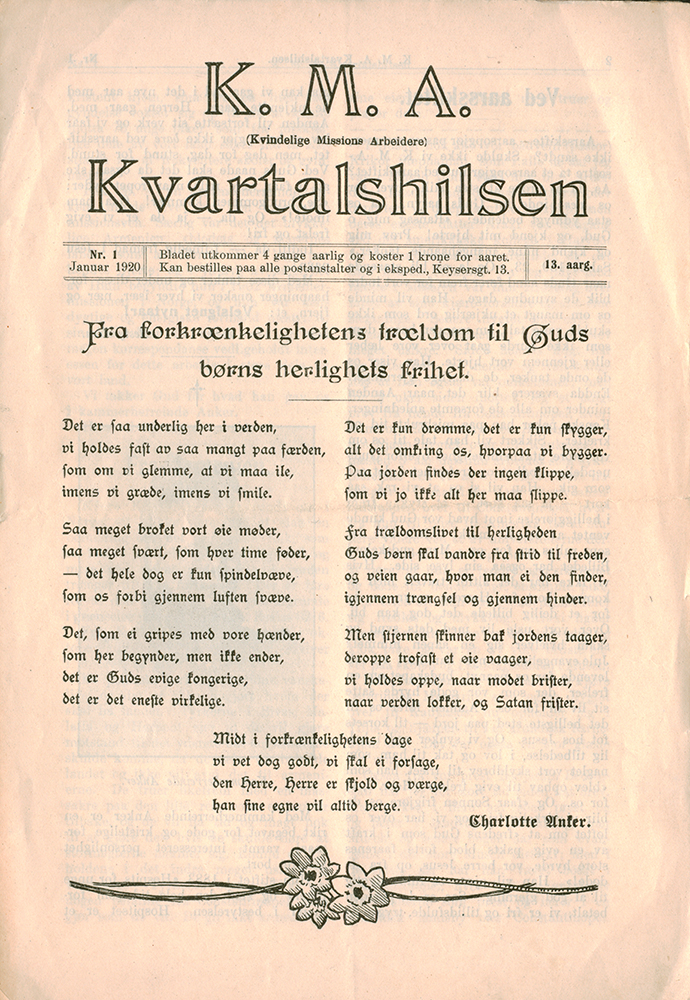 K. M. A.
(Kvindelige Missions Arbeidere)
Kvartalshilsen
Nr. 1
Januar 1920
Bladet utkommer 4 gange aarlig og koster 1 krone for aaret.
Kan bestilles paa alle postanstalter og i eksped., Keysersgt. 13.
13. aarg.
Fra forkrænkelighetens trældom til Guds
børns herlighets frihet.
Det er saa underlig her i verden,
vi holdes fast av saa mangt paa færden,
som om vi glemme, at vi maa ile,
imens vi græde, imens vi smile.
Saa meget broket vort øie møder,
saa meget svært, som hver time føder,
— det hele dog er kun spindelvæve,
som os forbi gjennem luften svæve.
Det, som ei gripes med vore hænder,
som her begynder, men ikke ender,
det er Guds evige kongerige,
det er det eneste virkelige.
Det er kun drømme, det er kun skygger,
alt det omkring os, hvorpaa vi bygger.
Paa jorden findes der ingen klippe,
som vi jo ikke alt her maa slippe.
Fra trældomslivet til herligheden
Guds børn skal vandre fra strid til freden,
og veien gaar, hvor man ei den finder,
igjennem trængsel og gjennem hinder.
Men stjernen skinner bak jordens taager,
deroppe trofast et øie vaager,
vi holdes oppe, naar modet brister,
naar verden lokker, og Satan frister.
Midt i forkrænkelighetens dage
vi vet dog godt, vi skal ei forsage,
den Herre, Herre er skjold og værge,
han sine egne vil altid berge.
Charlotte Anker.